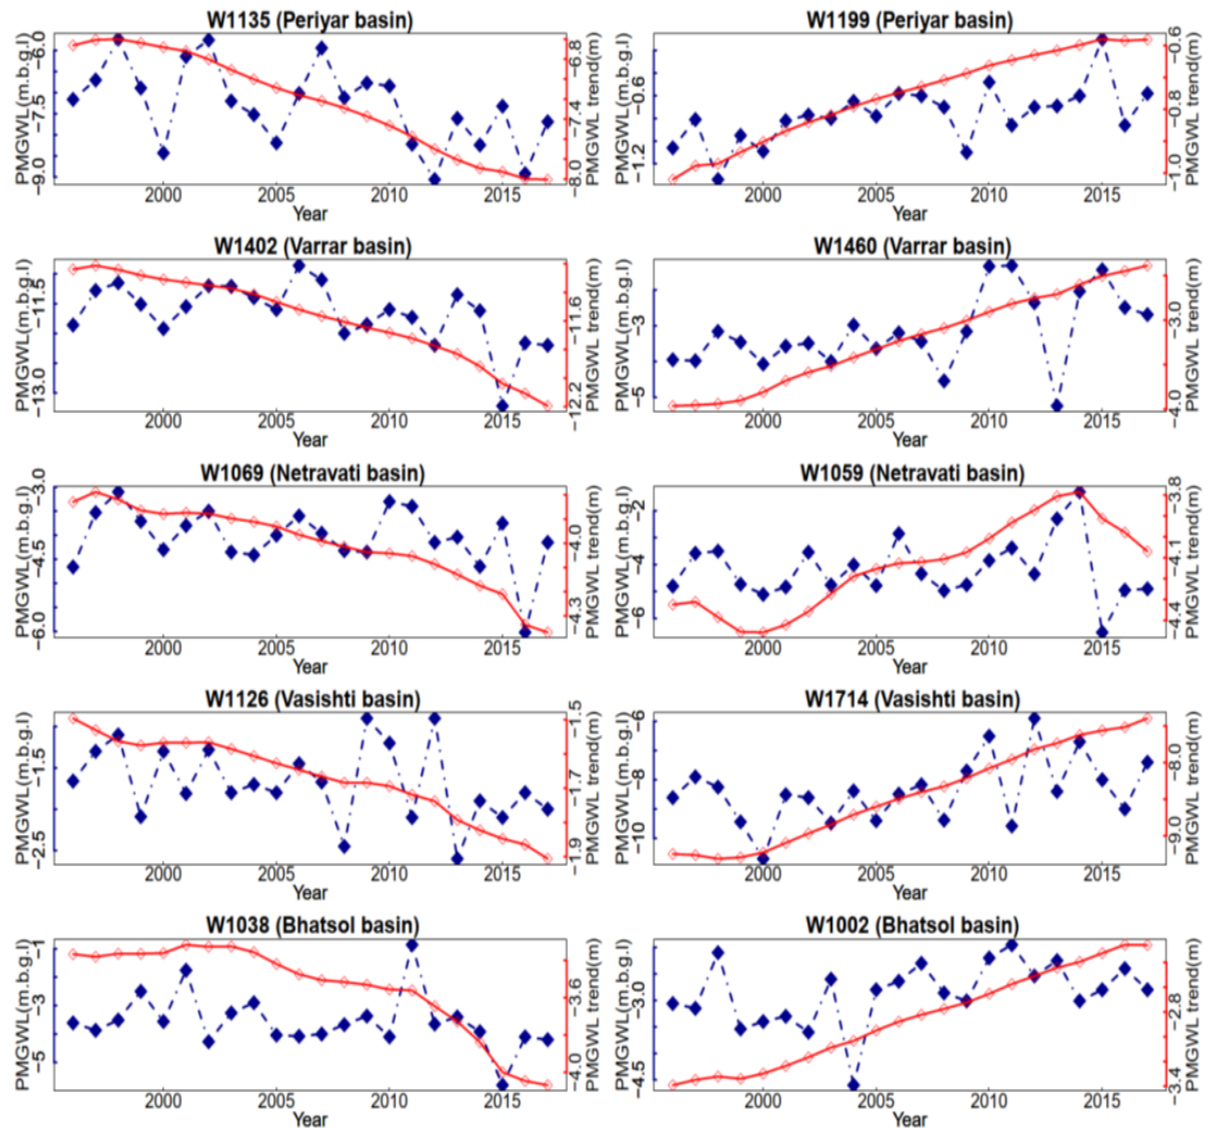 W1135 (Periyar basin)
PMGWL(m.b.g.l)
−6.0
−7.5
−9.0
−6.8
−7.4
−8.0
PMGWL trend(m)
2000 2005 2010 2015
Year
W1199 (Periyar basin)
PMGWL(m.b.g.l)
−0.6
−1.2
−0.6
−0.8
−1.0
PMGWL trend(m)
2000 2005 2010 2015
Year
W1402 (Varrar basin)
PMGWL(m.b.g.l)
−11.5
−13.0
−11.6
−12.2
PMGWL trend(m)
2000 2005 2010 2015
Year
W1460 (Varrar basin)
PMGWL(m.b.g.l)
−3
−5
−3.0
−4.0
PMGWL trend(m)
2000 2005 2010 2015
Year
W1069 (Netravati basin)
PMGWL(m.b.g.l)
−3.0
−4.5
−6.0
−4.0
−4.3
PMGWL trend(m)
2000 2005 2010 2015
Year
W1059 (Netravati basin)
PMGWL(m.b.g.l)
−2
−4
−6
−3.8
−4.1
−4.4
PMGWL trend(m)
2000 2005 2010 2015
Year
W1126 (Vasishti basin)
PMGWL(m.b.g.l)
−1.5
−2.5
−1.5
−1.7
−1.9
PMGWL trend(m)
2000 2005 2010 2015
Year
W1714 (Vasishti basin)
PMGWL(m.b.g.l)
−6
−8
−10
−8.0
−9.0
PMGWL trend(m)
2000 2005 2010 2015
Year
W1038 (Bhatsol basin)
PMGWL(m.b.g.l)
−1
−3
−5
−3.6
−4.0
PMGWL trend(m)
2000 2005 2010 2015
Year
W1002 (Bhatsol basin)
PMGWL(m.b.g.l)
−3.0
−4.5
−2.8
−3.4
PMGWL trend(m)
2000 2005 2010 2015
Year